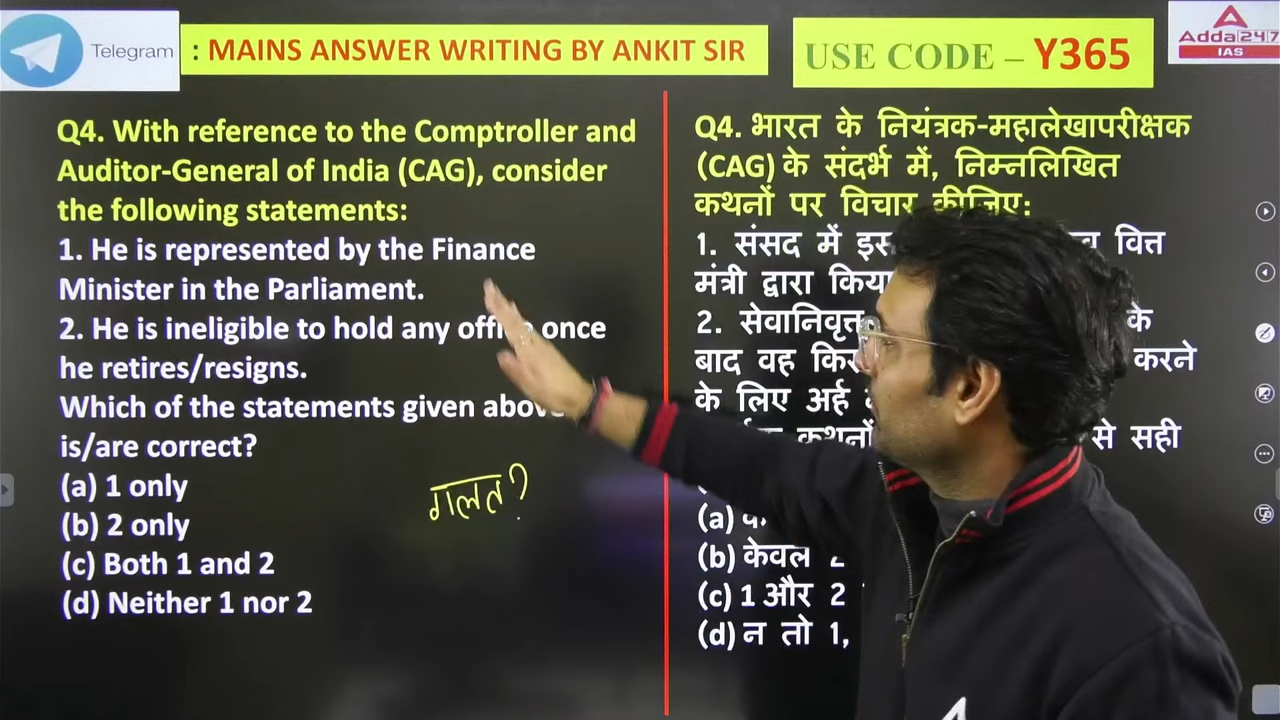 Telegram
: MAINS ANSWER WRITING BY ANKIT SIR
USE CODE – Y365
Adda 247
IAS
Q4. With reference to the Comptroller and
Auditor-General of India (CAG), consider
the following statements:
1. He is represented by the Finance
Minister in the Parliament.
2. He is ineligible to hold any once
he retires/resigns.
Which of the statements given above
is/are correct?
(a) 1 only
(b) 2 only
(c) Both 1 and 2
(d) Neither 1 nor 2
गलत?
Q4. भारत के नियंत्रक-महालेखापरीक्षक
(CAG) के संदर्भ में, निम्नलिखित
कथनों पर विचार कीजिए:
1. संसद में वित्त
मंत्री द्वारा
2. सेवानिवृत्त के
बाद वह करने
के लिए अर्ह
कथनों से सही
(a)
(b) केवल 2
(c) 1 और 2
(d) न तो 1,